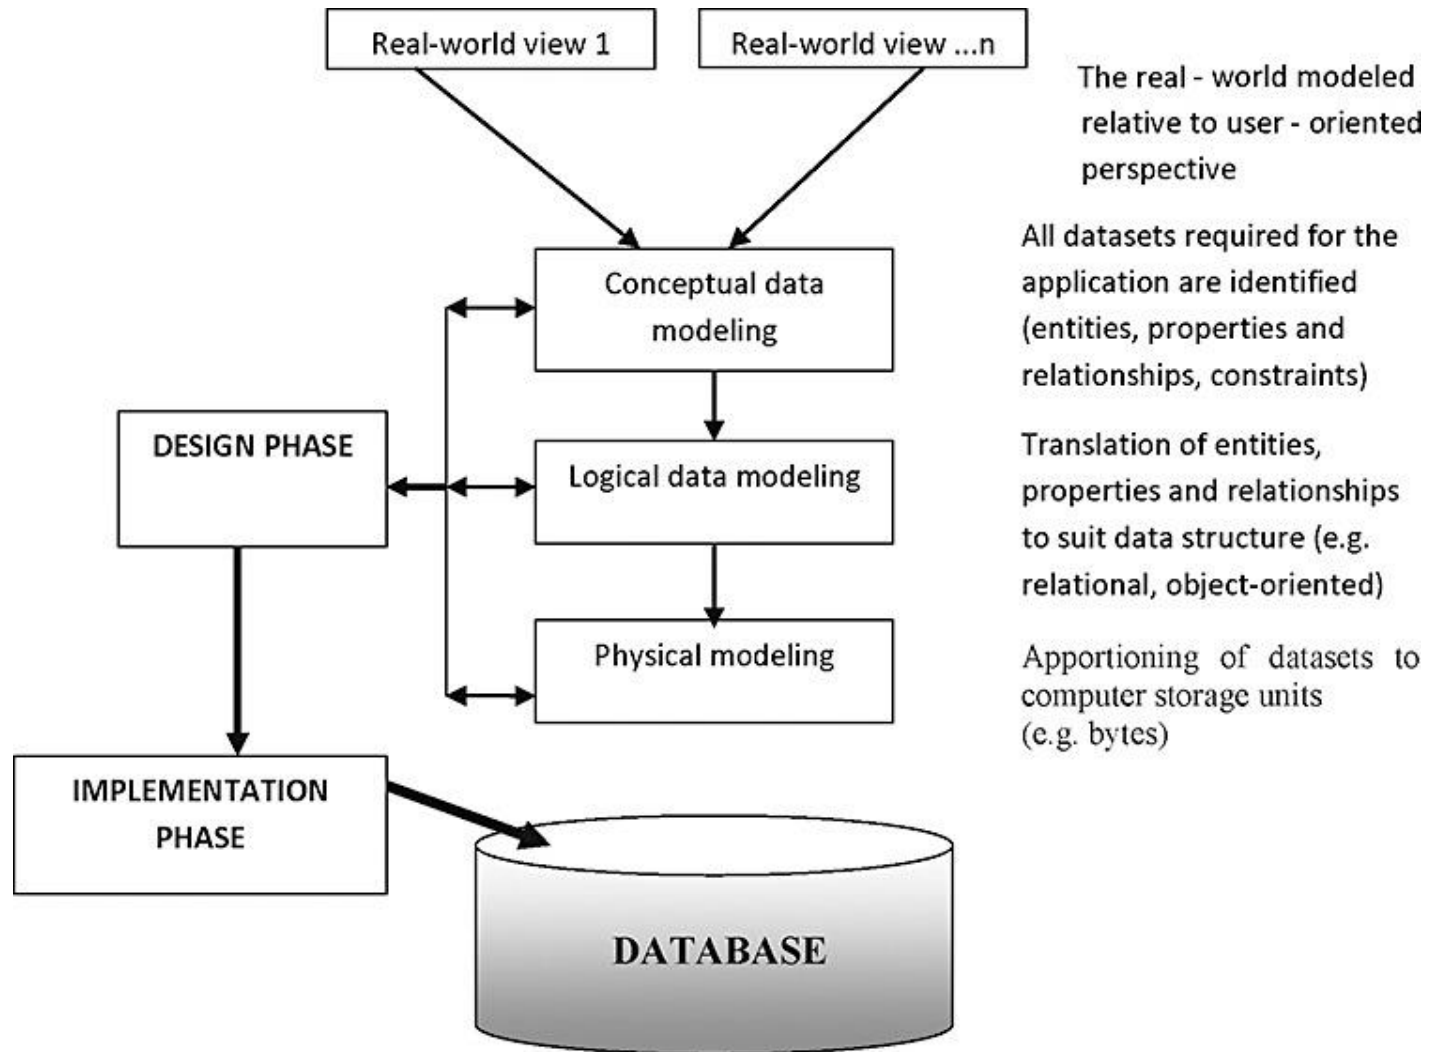 Real-world view 1
Real-world view ...n
The real - world modeled
relative to user - oriented
perspective
Conceptual data
modeling
All datasets required for the
application are identified
(entities, properties and
relationships, constraints)
DESIGN PHASE
Logical data modeling
Translation of entities,
properties and relationships
to suit data structure (e.g.
relational, object-oriented)
Physical modeling
Apportioning of datasets to
computer storage units
(e.g. bytes)
IMPLEMENTATION
PHASE
DATABASE